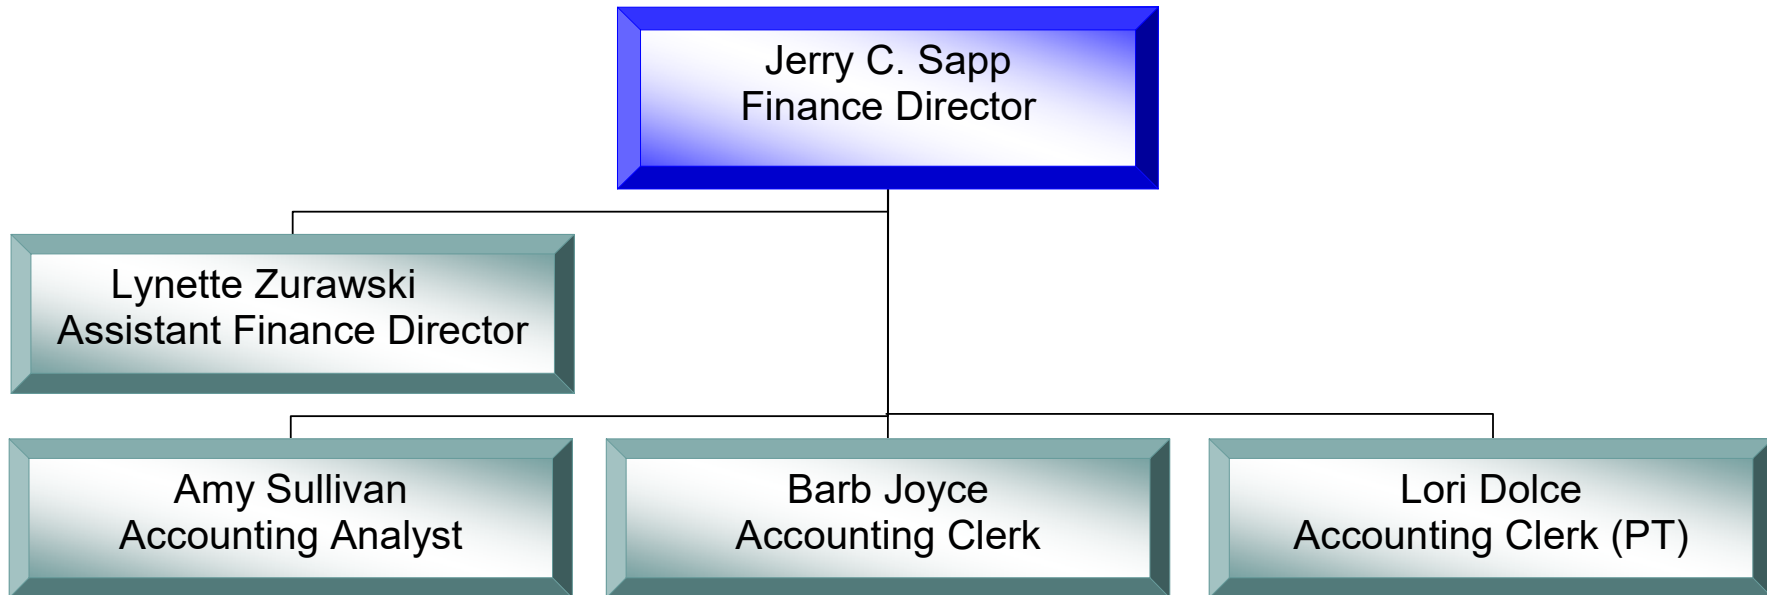 Jerry C. Sapp
Finance Director
Lynette Zurawski
Assistant Finance Director
Amy Sullivan
Accounting Analyst
Barb Joyce
Accounting Clerk
Lori Dolce
Accounting Clerk (PT)